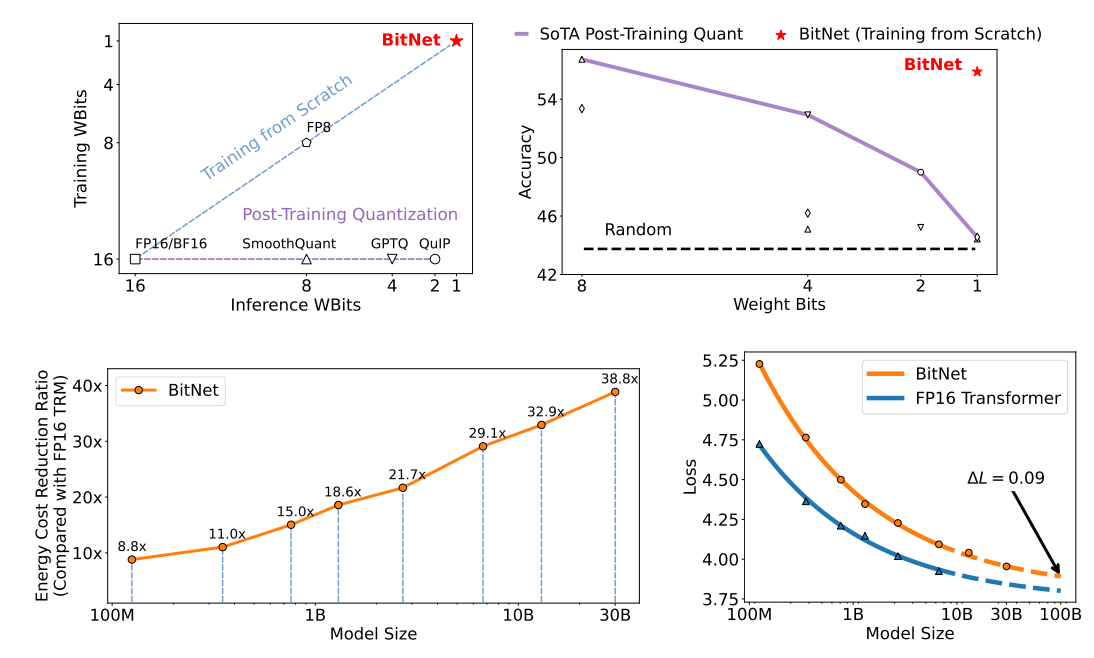 BitNet
Training from Scratch
FP8
Post-Training Quantization
FP16/BF16 SmoothQuant GPTQ QuIP
1
4
8
16
Training WBits
16 8 4 2 1
Inference WBits
SoTA Post-Training Quant BitNet (Training from Scratch)
BitNet
Random
54
50
46
42
Accuracy
8 4 2 1
Weight Bits
BitNet
8.8x 11.0x 15.0x 18.6x 21.7x 29.1x 32.9x 38.8x
40x
30x
20x
10x
Energy Cost Reduction Ratio
(Compared with FP16 TRM)
100M 1B 10B 30B
Model Size
BitNet
FP16 Transformer
ΔL = 0.09
5.25
5.00
4.75
4.50
4.25
4.00
3.75
Loss
100M 1B 10B 30B 100B
Model Size